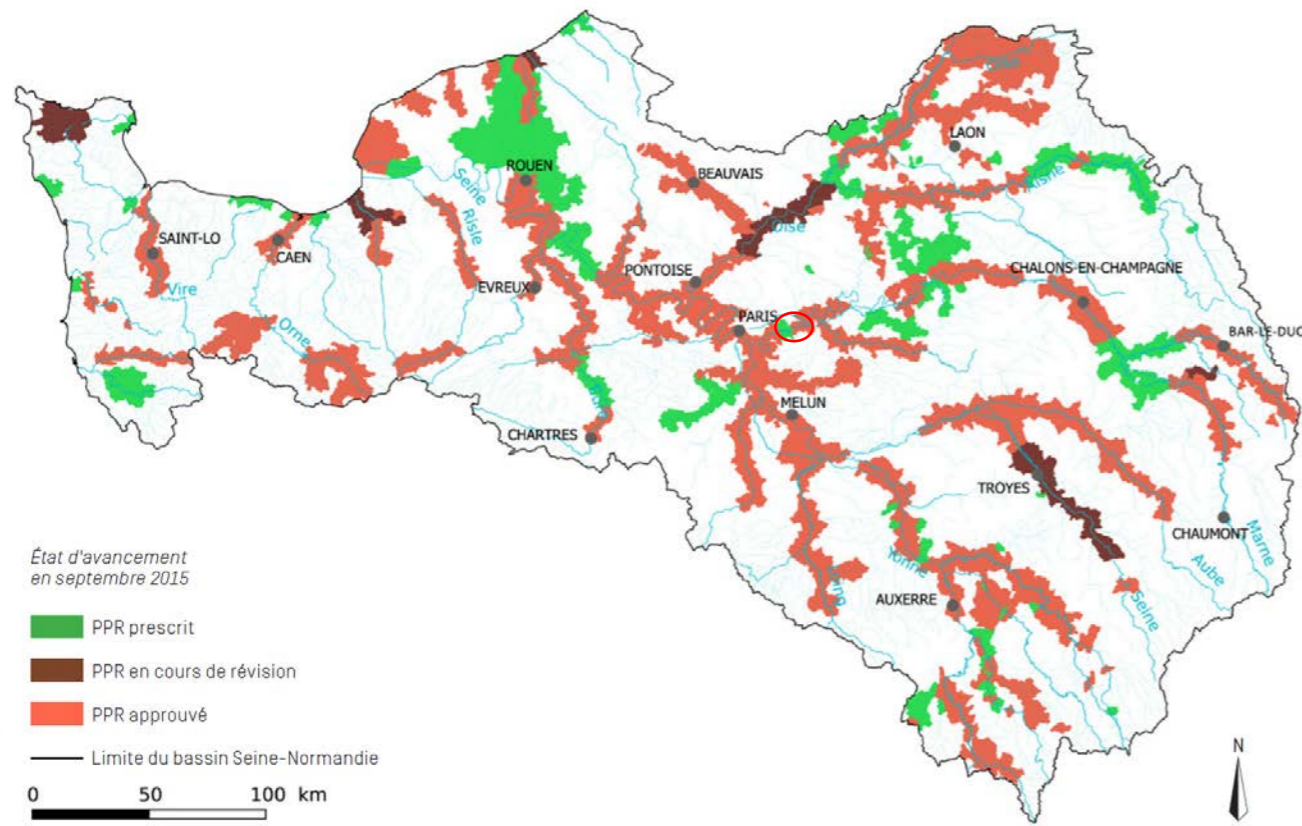 LAON
Aisne
ROUEN
BEAUVAIS
Seine
Risle
Oise
SAINT-LO
CAEN
PONTOISE
CHALONS-EN-CHAMPAGNE
Vire
EVREUX
Orne
PARIS
BAR-LE-DUC
MELUN
CHARTRES
TROYES
CHAUMONT
Marne
Aube
Yonne
Seine
AUXERRE
État d'avancement
en septembre 2015
PPR prescrit
PPR en cours de révision
PPR approuvé
Limite du bassin Seine-Normandie
0 50 100 km
N